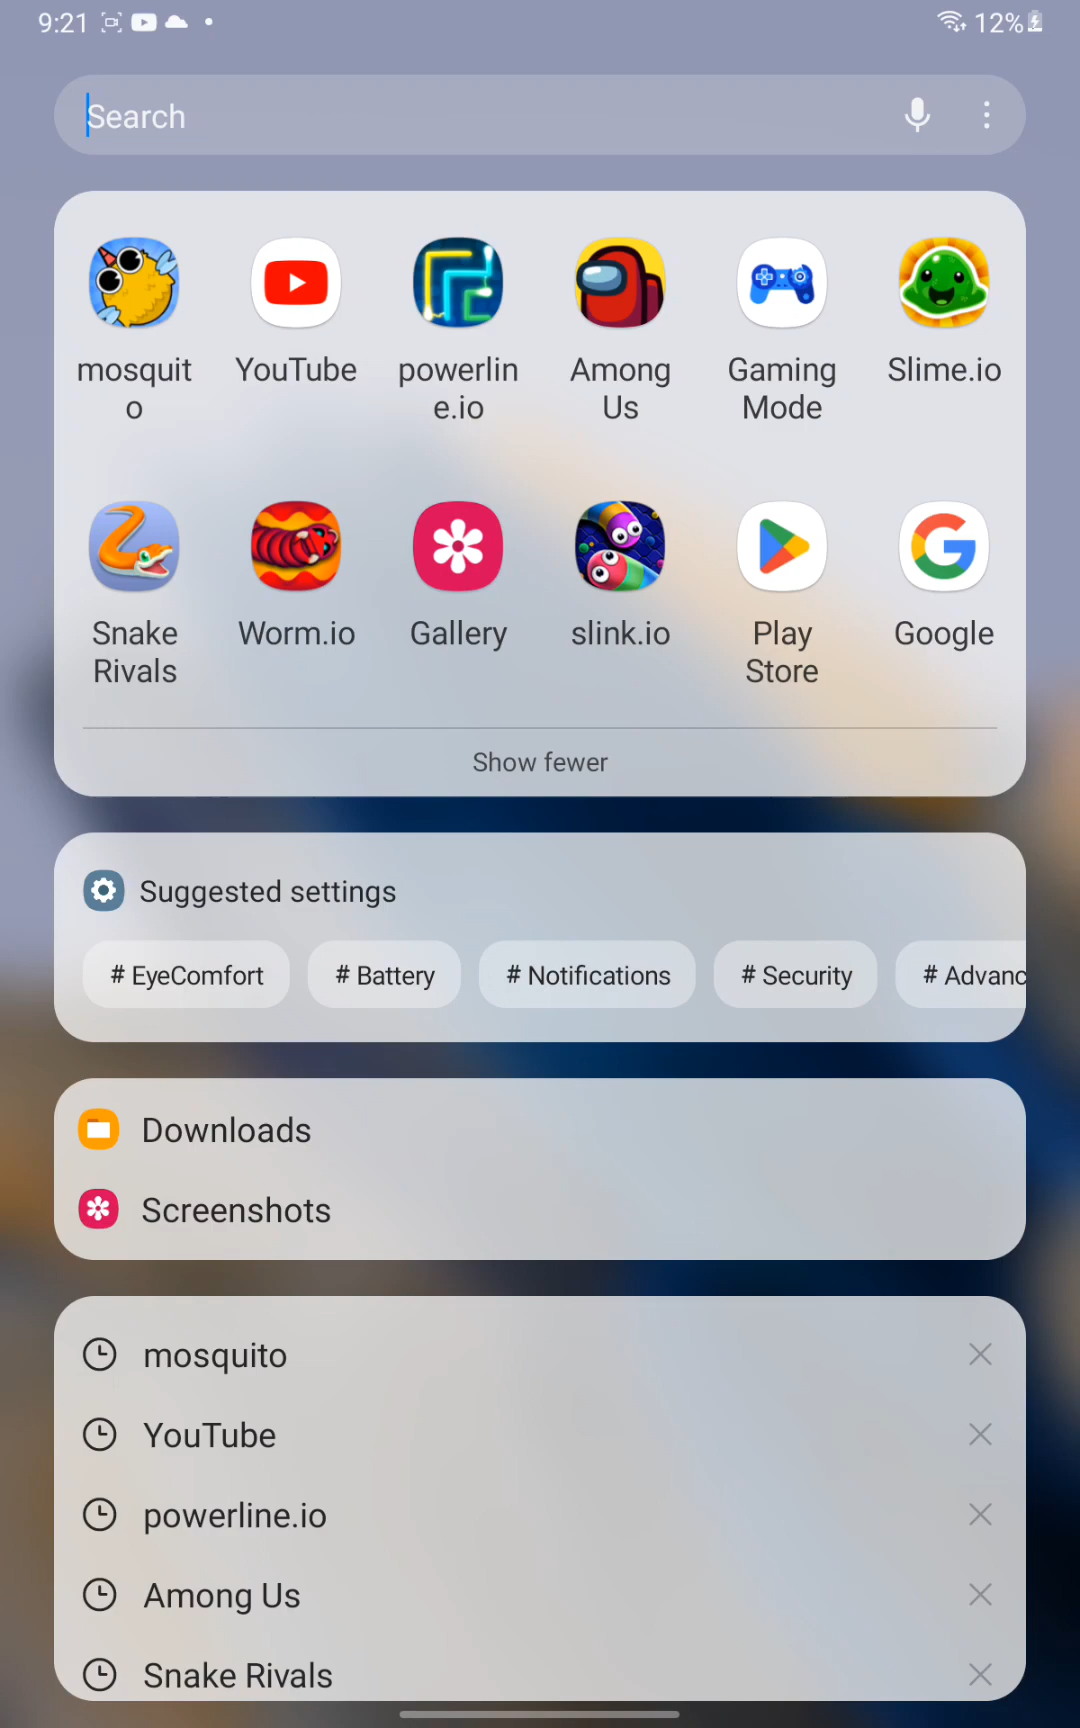 9:21
12%
Search
mosquit
o
YouTube
powerlin
e.io
Among
Us
Gaming
Mode
Slime.io
Snake
Rivals
Worm.io
Gallery
slink.io
Play
Store
Google
Show fewer
Suggested settings
# EyeComfort
# Battery
# Notifications
# Security
# Advanc
Downloads
Screenshots
mosquito
YouTube
powerline.io
Among Us
Snake Rivals